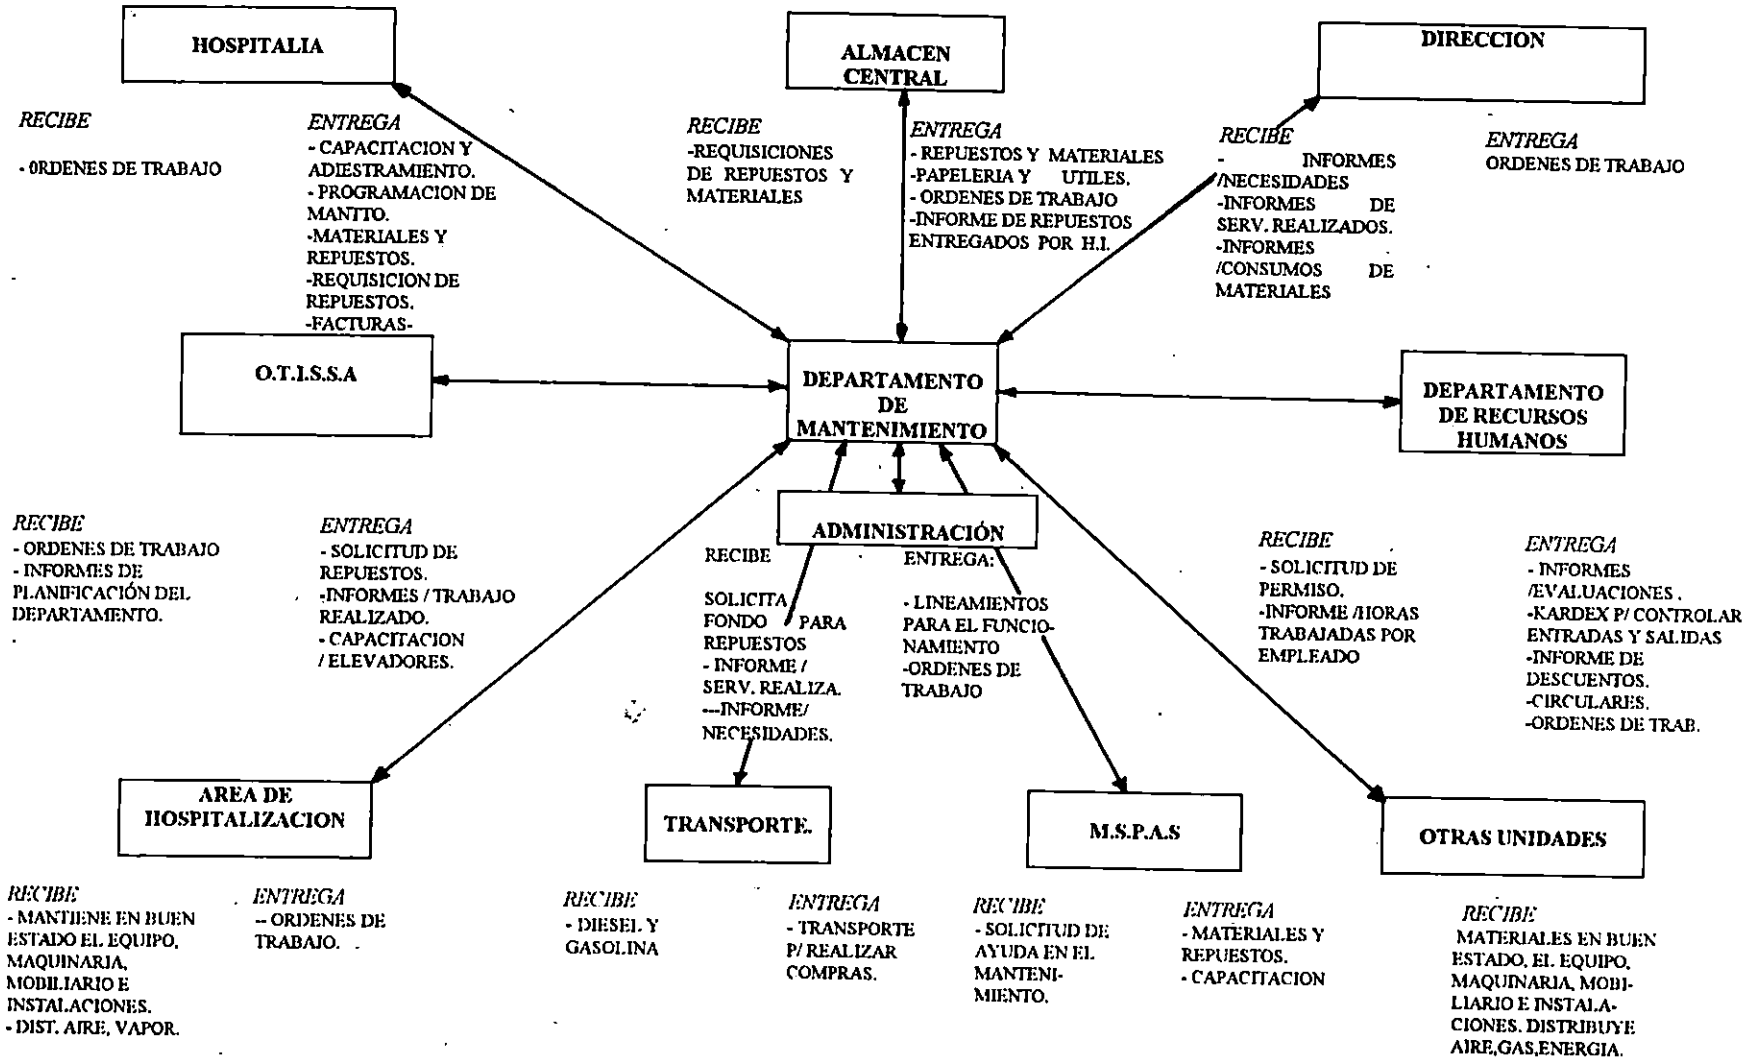 HOSPITALIA
ALMACEN
CENTRAL
DIRECCION
RECIBE
- ORDENES DE TRABAJO
ENTREGA
- CAPACITACION Y
ADIESTRAMIENTO.
- PROGRAMACION DE
MANTTO.
-MATERIALES Y
REPUESTOS.
-REQUISICION DE
REPUESTOS.
-FACTURAS-
RECIBE
-REQUISICIONES
DE REPUESTOS Y
MATERIALES
ENTREGA
- REPUESTOS Y MATERIALES
-PAPELERIA Y UTILES.
- ORDENES DE TRABAJO
-INFORME DE REPUESTOS
ENTREGADOS POR H.I.
RECIBE
- INFORMES
/NECESIDADES
-INFORMES DE
SERV. REALIZADOS.
-INFORMES
/CONSUMOS DE
MATERIALES
ENTREGA
ORDENES DE TRABAJO
O.T.I.S.S.A
DEPARTAMENTO
DE
MANTENIMIENTO
DEPARTAMENTO
DE RECURSOS
HUMANOS
RECIBE
- ORDENES DE TRABAJO
- INFORMES DE
PLANIFICACIÓN DEL
DEPARTAMENTO.
ENTREGA
- SOLICITUD DE
REPUESTOS.
-INFORMES / TRABAJO
REALIZADO.
- CAPACITACION
/ ELEVADORES.
ADMINISTRACIÓN
RECIBE
SOLICITA
FONDO PARA
REPUESTOS
- INFORME /
SERV. REALIZA.
---INFORME/
NECESIDADES.
ENTREGA:
- LINEAMIENTOS
PARA EL FUNCIO-
NAMIENTO
-ORDENES DE
TRABAJO
RECIBE
- SOLICITUD DE
PERMISO.
-INFORME /HORAS
TRABAJADAS POR
EMPLEADO
ENTREGA
- INFORMES
/EVALUACIONES .
-KARDEX P/ CONTROLAR
ENTRADAS Y SALIDAS
-INFORME DE
DESCUENTOS.
-CIRCULARES.
-ORDENES DE TRAB.
AREA DE
HOSPITALIZACION
TRANSPORTE.
M.S.P.A.S
OTRAS UNIDADES
RECIBE
- MANTIENE EN BUEN
ESTADO EL EQUIPO,
MAQUINARIA,
MOBILIARIO E
INSTALACIONES.
- DIST. AIRE, VAPOR.
ENTREGA
-- ORDENES DE
TRABAJO.
RECIBE
- DIESEL Y
GASOLINA
ENTREGA
- TRANSPORTE
P/ REALIZAR
COMPRAS.
RECIBE
- SOLICITUD DE
AYUDA EN EL
MANTENI-
MIENTO.
ENTREGA
- MATERIALES Y
REPUESTOS.
- CAPACITACION
RECIBE
MATERIALES EN BUEN
ESTADO, EL EQUIPO,
MAQUINARIA, MOBI-
LIARIO E INSTALA-
CIONES. DISTRIBUYE
AIRE,GAS,ENERGIA.